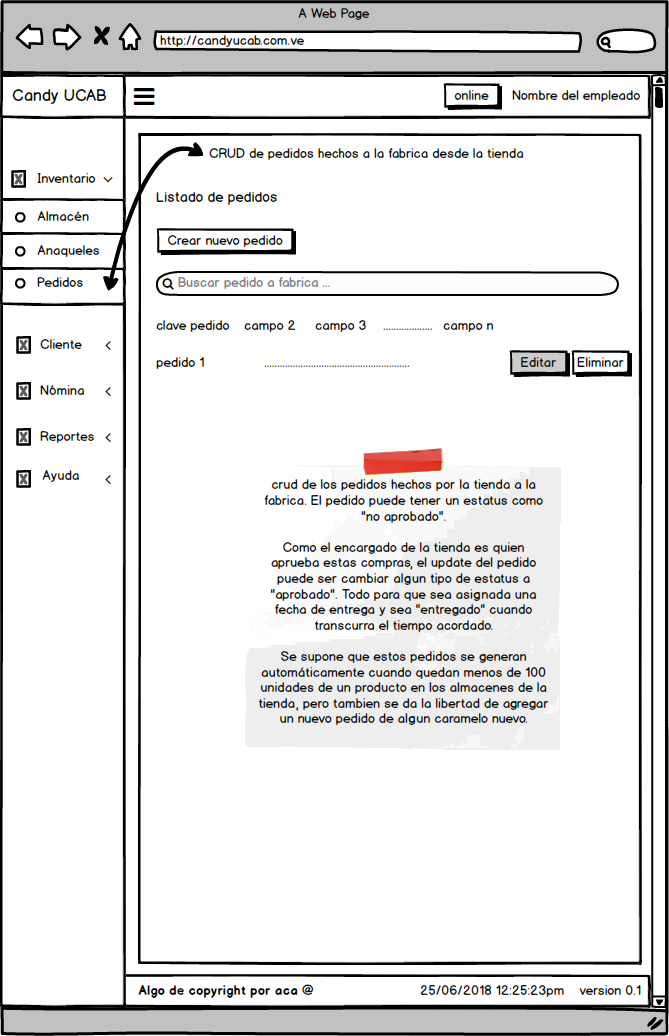 A Web Page
http://candyucab.com.ve
Candy UCAB
online
Nombre del empleado
Inventario
Almacén
Anaqueles
Pedidos
Cliente
Nómina
Reportes
Ayuda
CRUD de pedidos hechos a la fabrica desde la tienda
Listado de pedidos
Crear nuevo pedido
Buscar pedido a fabrica ...
clave pedido campo 2 campo 3 ................... campo n
pedido 1 ........................................................
Editar
Eliminar
crud de los pedidos hechos por la tienda a la
fabrica. El pedido puede tener un estatus como
"no aprobado".
Como el encargado de la tienda es quien
aprueba estas compras, el update del pedido
puede ser cambiar algun tipo de estatus a
"aprobado". Todo para que sea asignada una
fecha de entrega y sea "entregado" cuando
transcurra el tiempo acordado.
Se supone que estos pedidos se generan
automáticamente cuando quedan menos de 100
unidades de un producto en los almacenes de la
tienda, pero tambien se da la libertad de agregar
un nuevo pedido de algun caramelo nuevo.
Algo de copyright por aca @
25/06/2018 12:25:23pm
version 0.1